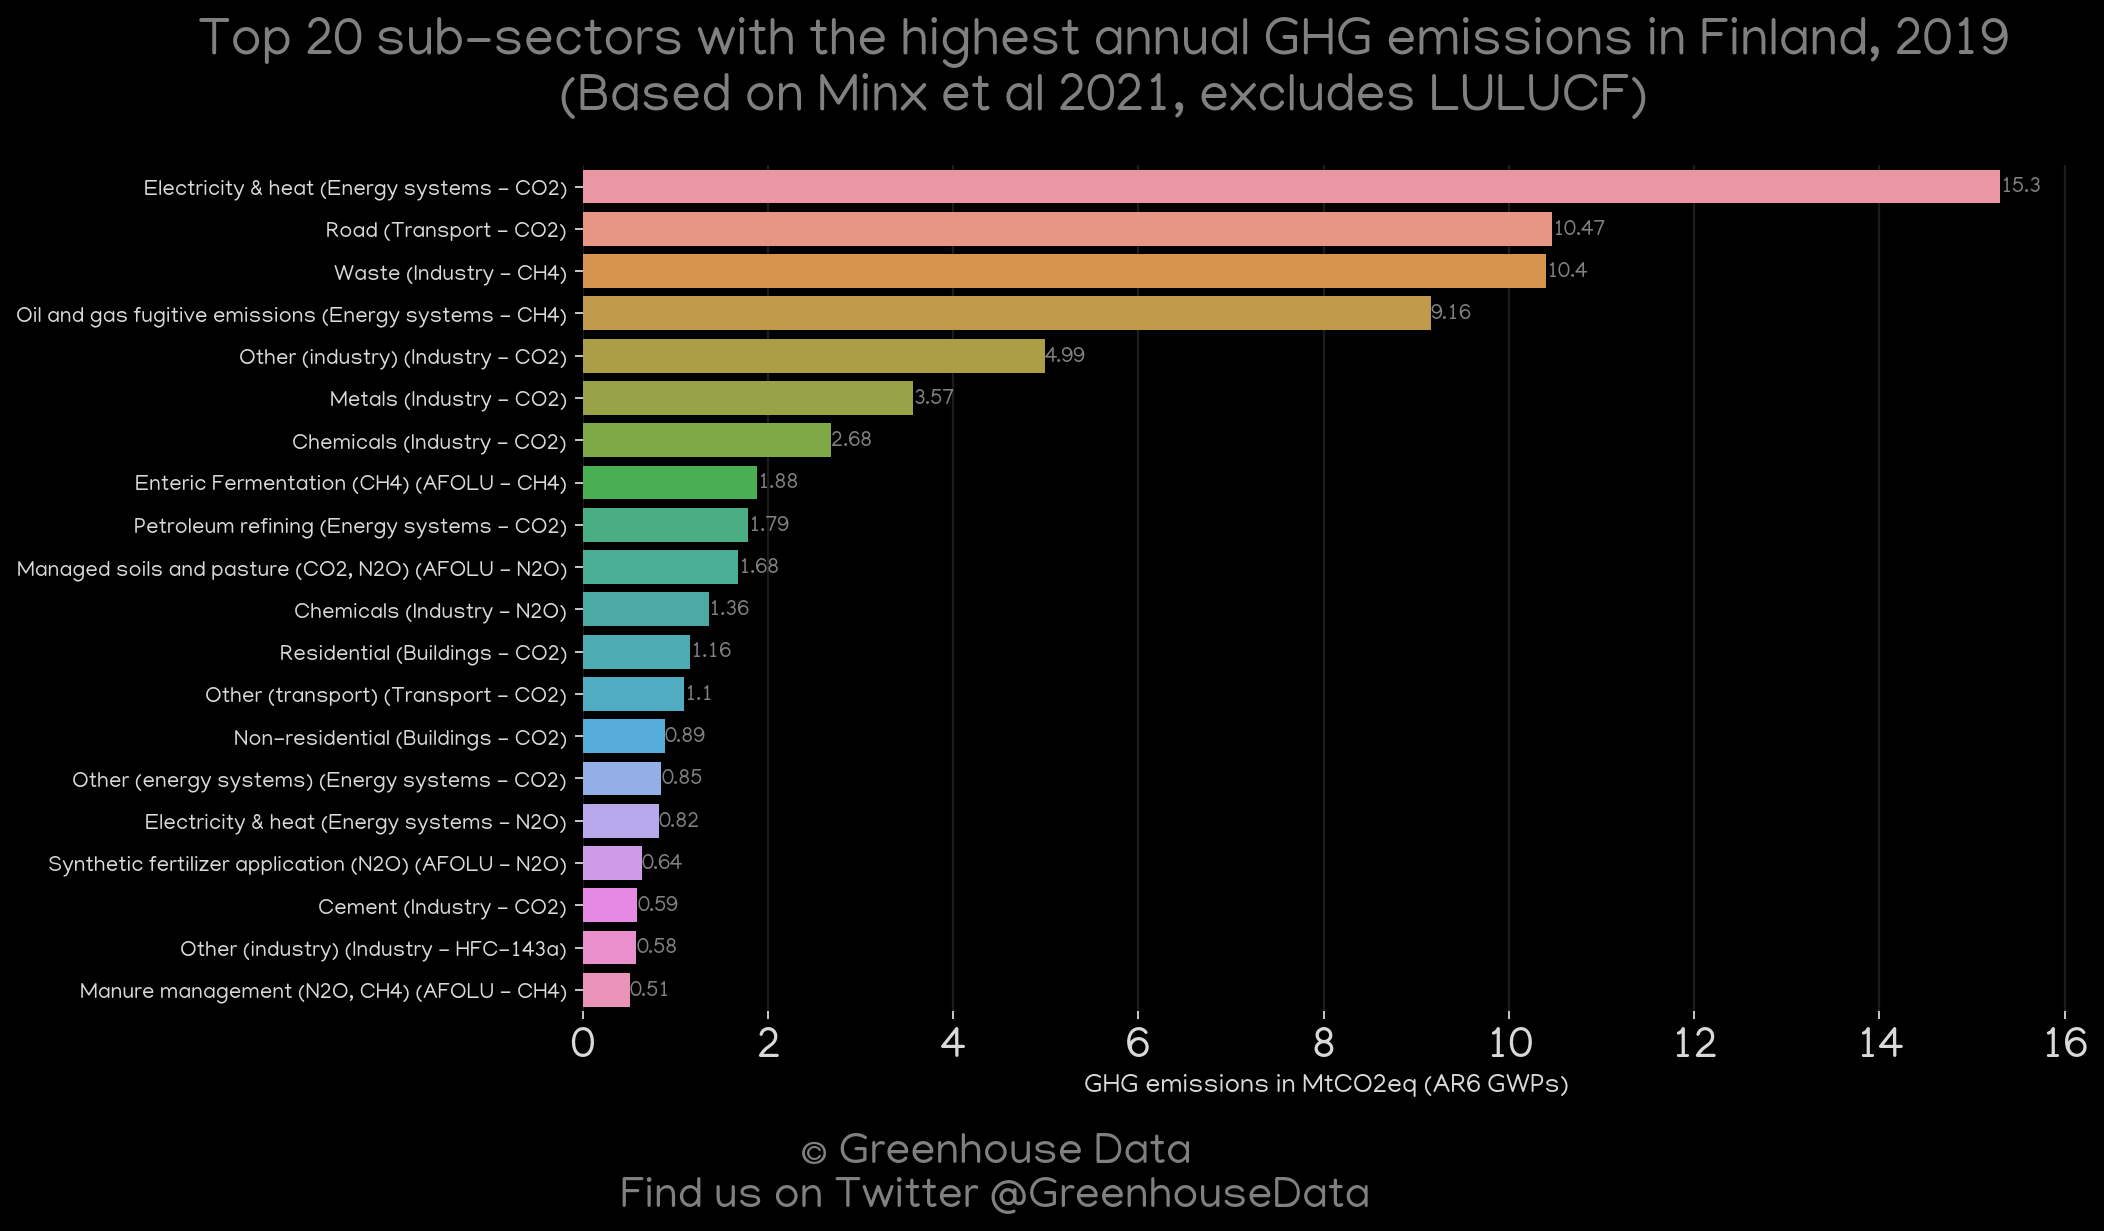 Top 20 sub-sectors with the highest annual GHG emissions in Finland, 2019
(Based on Minx et al 2021, excludes LULUCF)
Electricity & heat (Energy systems - CO2) 15.3
Road (Transport - CO2) 10.47
Waste (Industry - CH4) 10.4
Oil and gas fugitive emissions (Energy systems - CH4) 9.16
Other (industry) (Industry - CO2) 4.99
Metals (Industry - CO2) 3.57
Chemicals (Industry - CO2) 2.68
Enteric Fermentation (CH4) (AFOLU - CH4) 1.88
Petroleum refining (Energy systems - CO2) 1.79
Managed soils and pasture (CO2, N2O) (AFOLU - N2O) 1.68
Chemicals (Industry - N2O) 1.36
Residential (Buildings - CO2) 1.16
Other (transport) (Transport - CO2) 1.1
Non-residential (Buildings - CO2) 0.89
Other (energy systems) (Energy systems - CO2) 0.85
Electricity & heat (Energy systems - N2O) 0.82
Synthetic fertilizer application (N2O) (AFOLU - N2O) 0.64
Cement (Industry - CO2) 0.59
Other (industry) (Industry - HFC-143a) 0.58
Manure management (N2O, CH4) (AFOLU - CH4) 0.51
0 2 4 6 8 10 12 14 16
GHG emissions in MtCO2eq (AR6 GWPs)
© Greenhouse Data
Find us on Twitter @GreenhouseData